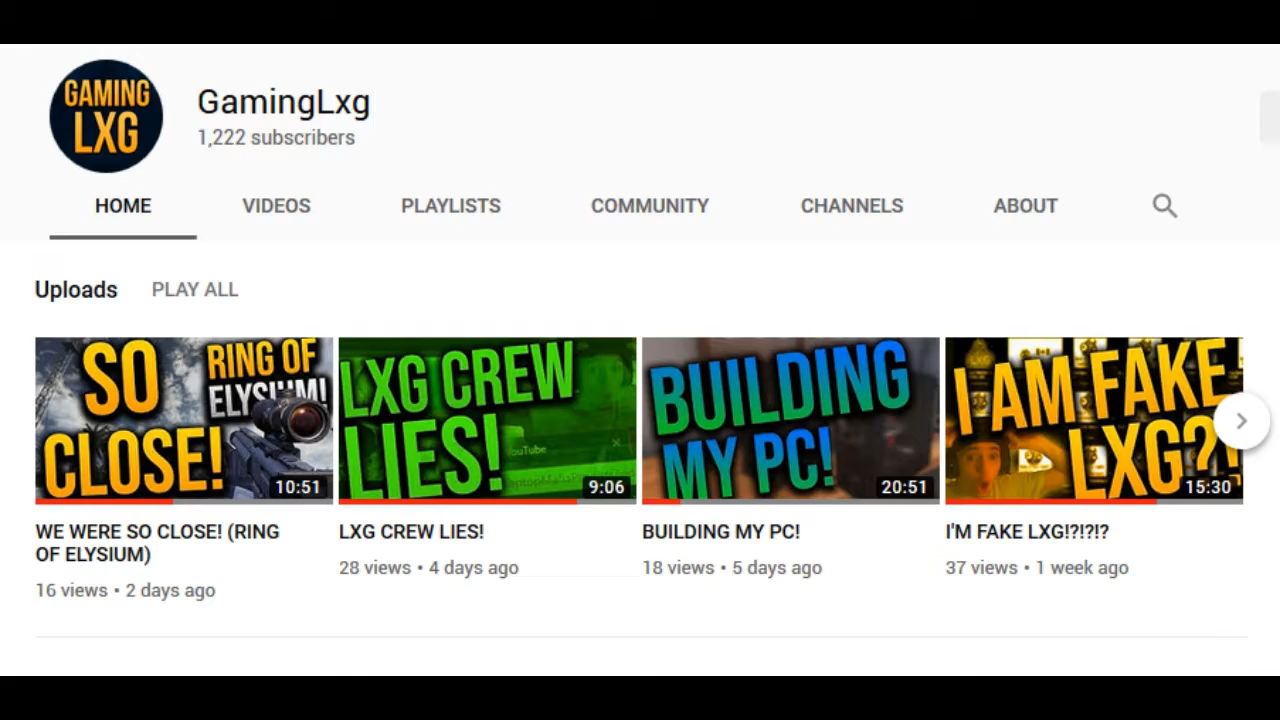 GAMING
LXG
GamingLxg
1,222 subscribers
HOME VIDEOS PLAYLISTS COMMUNITY CHANNELS ABOUT
Uploads PLAY ALL
SO
CLOSE!
RING OF
ELYSIUM!
10:51
LXG CREW
LIES!
YouTube
9:06
BUILDING
MY PC!
20:51
I AM FAKE
LXG?!
15:30
WE WERE SO CLOSE! (RING
OF ELYSIUM)
16 views • 2 days ago
LXG CREW LIES!
28 views • 4 days ago
BUILDING MY PC!
18 views • 5 days ago
I'M FAKE LXG!?!?!?
37 views • 1 week ago